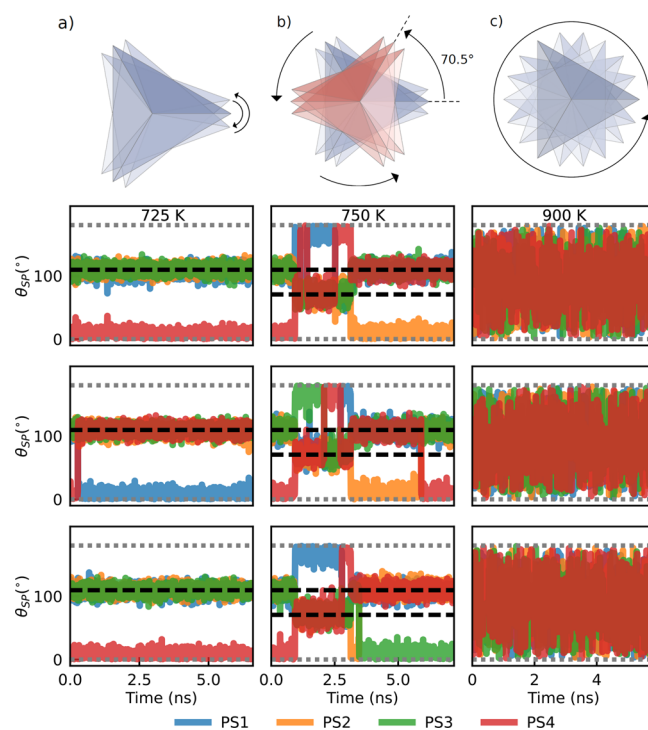 a)
b)
c)
70.5°
725 K
750 K
900 K
θSP(°)
100
0
θSP(°)
100
0
θSP(°)
100
0
0.0 2.5 5.0
0.0 2.5 5.0
0 2 4
Time (ns)
Time (ns)
Time (ns)
PS1 PS2 PS3 PS4